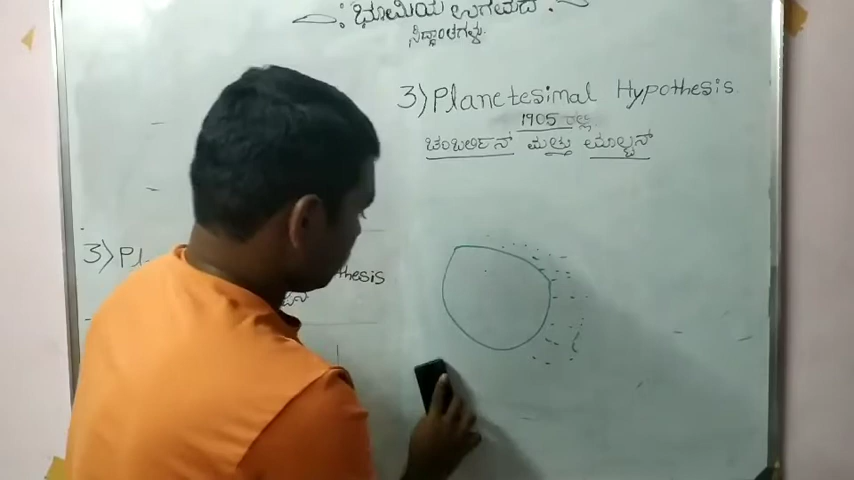 : ಭೂಮಿಯ ಉಗಮದ :
ಸಿದ್ಧಾಂತಗಳು
3) Planetesimal Hypothesis
1905 ರಲ್ಲಿ
ಚಂಬರ್ಲಿನ್ ಮತ್ತು ಮೌಲ್ಟನ್
3) Pl
thesis